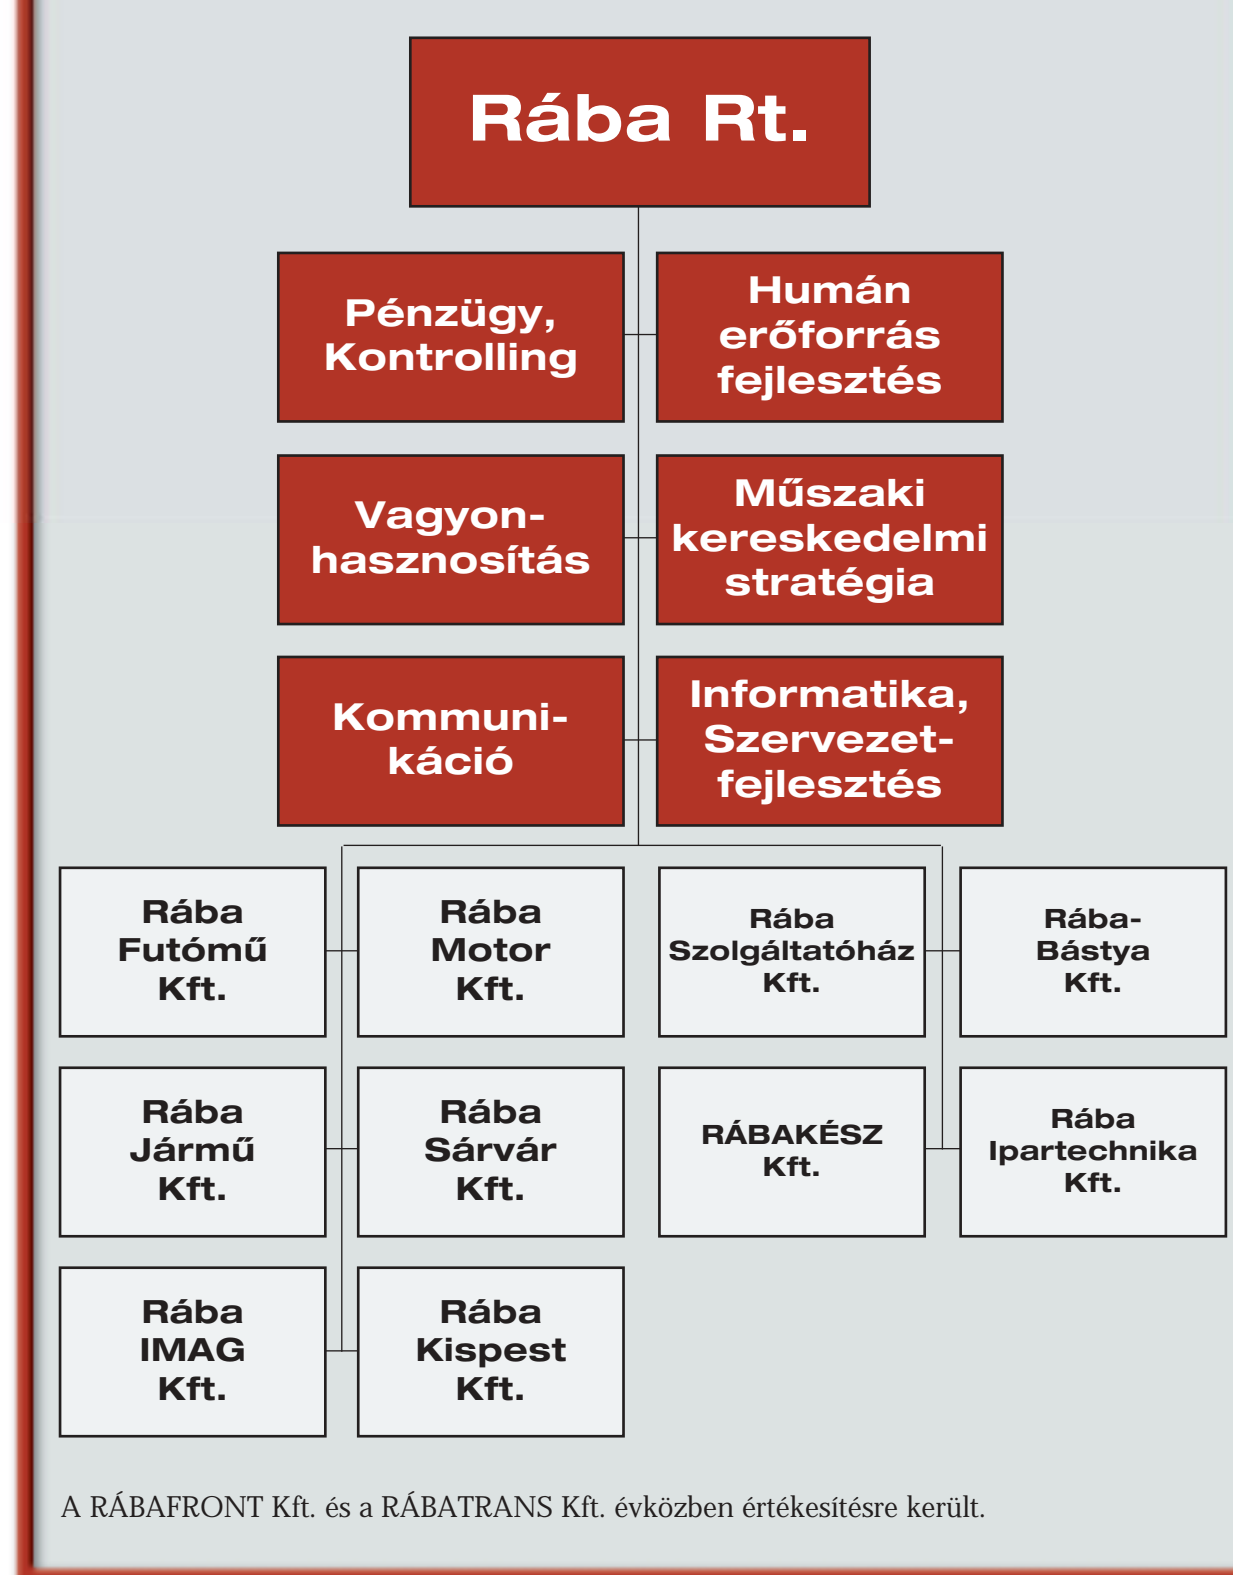 Rába Rt.
Pénzügy,
Kontrolling
Humán
erőforrás
fejlesztés
Vagyon-
hasznosítás
Műszaki
kereskedelmi
stratégia
Kommuni-
káció
Informatika,
Szervezet-
fejlesztés
Rába
Futómű
Kft.
Rába
Motor
Kft.
Rába
Szolgáltatóház
Kft.
Rába-
Bástya
Kft.
Rába
Jármű
Kft.
Rába
Sárvár
Kft.
RÁBAKÉSZ
Kft.
Rába
Ipartechnika
Kft.
Rába
IMAG
Kft.
Rába
Kispest
Kft.
A RÁBAFRONT Kft. és a RÁBATRANS Kft. évközben értékesítésre került.